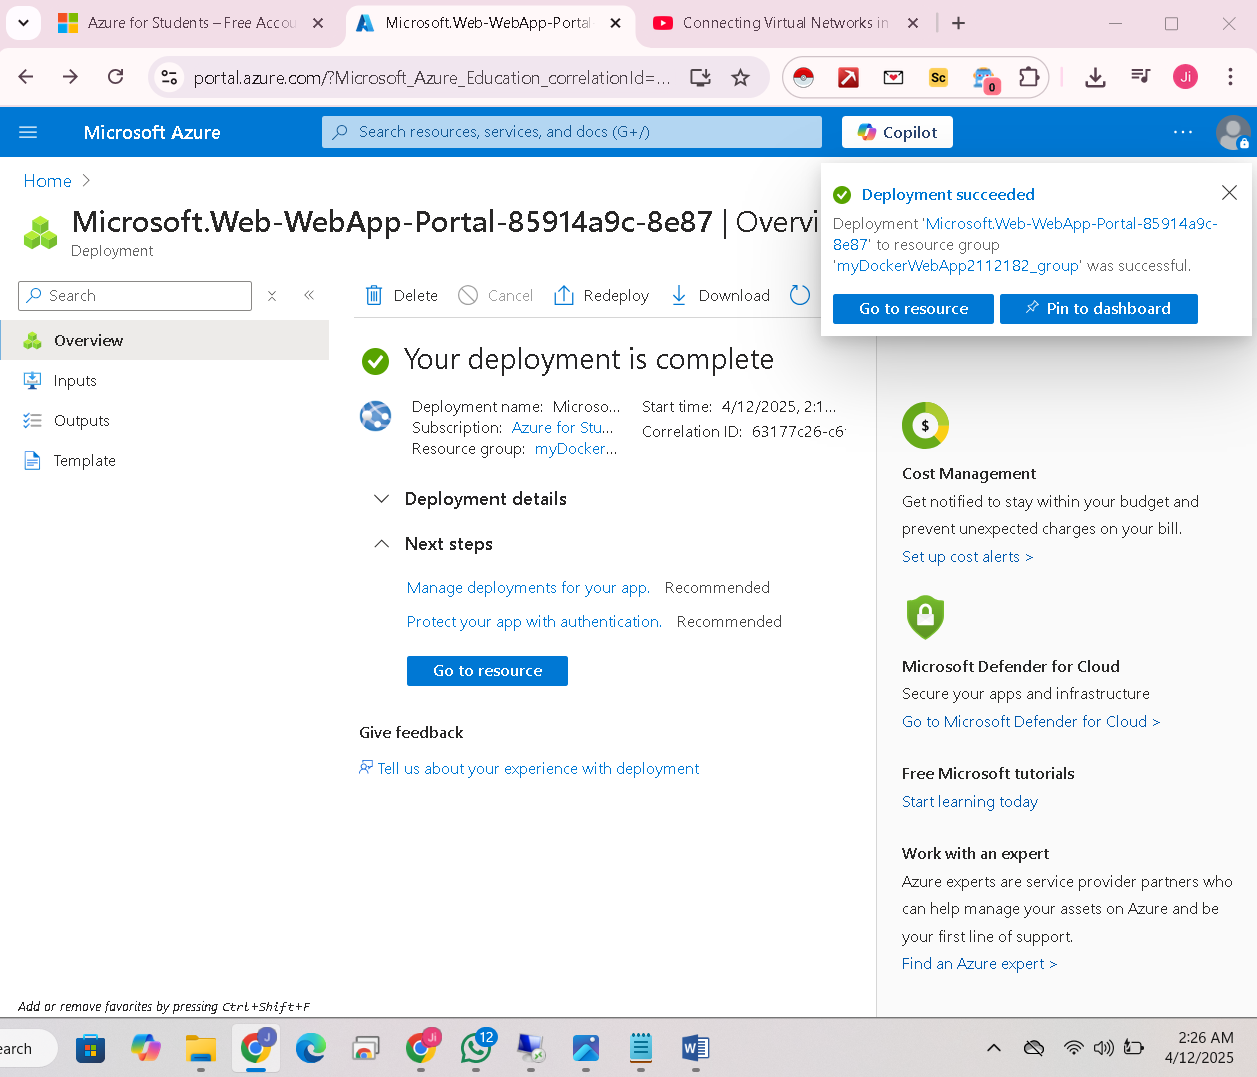 Azure for Students – Free Accou
Microsoft.Web-WebApp-Portal-
Connecting Virtual Networks in
portal.azure.com/?Microsoft_Azure_Education_correlationId=...
Sc
0
Ji
Microsoft Azure
Search resources, services, and docs (G+/)
Copilot
Home
Microsoft.Web-WebApp-Portal-85914a9c-8e87 | Overvi
Deployment
Deployment succeeded
Deployment 'Microsoft.Web-WebApp-Portal-85914a9c-
8e87' to resource group
'myDockerWebApp2112182_group' was successful.
Go to resource
Pin to dashboard
Search
Delete
Cancel
Redeploy
Download
Overview
Inputs
Outputs
Template
Your deployment is complete
Deployment name: Microso...
Subscription: Azure for Stu...
Resource group: myDocker...
Start time: 4/12/2025, 2:1...
Correlation ID: 63177c26-c6
Deployment details
Next steps
Manage deployments for your app. Recommended
Protect your app with authentication. Recommended
Go to resource
Give feedback
Tell us about your experience with deployment
$
Cost Management
Get notified to stay within your budget and
prevent unexpected charges on your bill.
Set up cost alerts >
Microsoft Defender for Cloud
Secure your apps and infrastructure
Go to Microsoft Defender for Cloud >
Free Microsoft tutorials
Start learning today
Work with an expert
Azure experts are service provider partners who
can help manage your assets on Azure and be
your first line of support.
Find an Azure expert >
Add or remove favorites by pressing Ctrl+Shift+F
earch
J
Ji
12
2:26 AM
4/12/2025